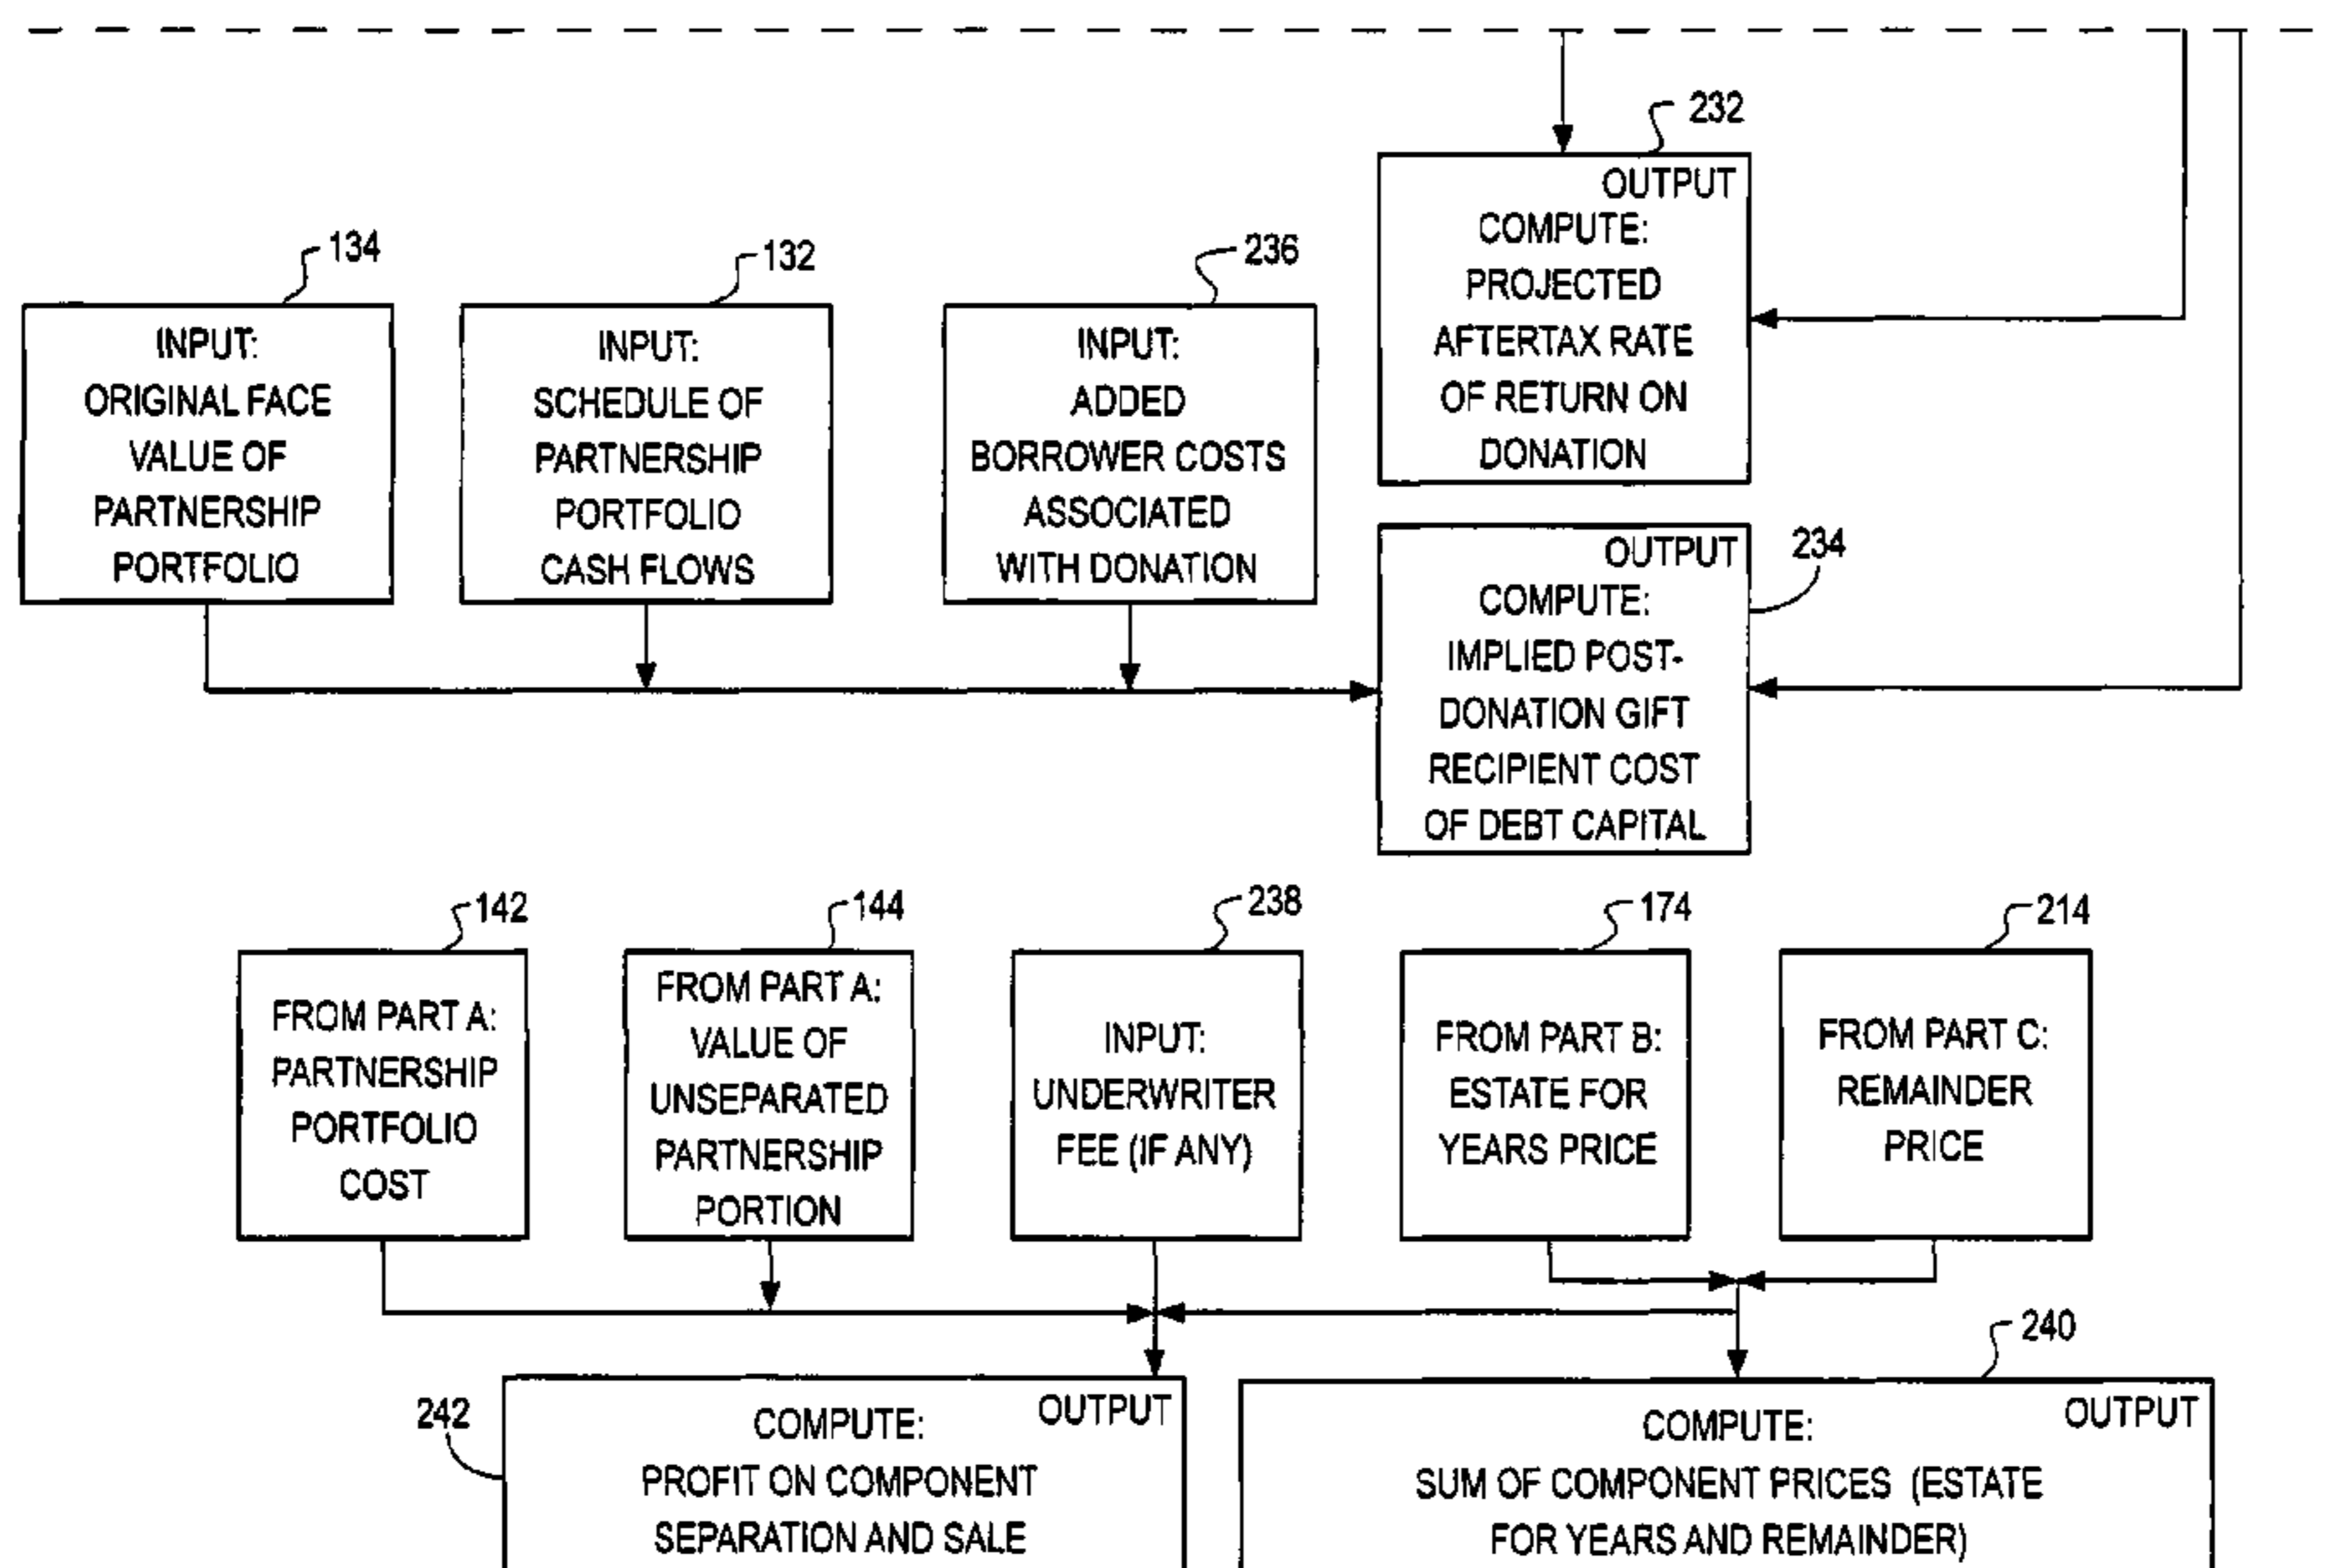 232
OUTPUT
COMPUTE:
PROJECTED
AFTERTAX RATE
OF RETURN ON
DONATION
134
INPUT:
ORIGINAL FACE
VALUE OF
PARTNERSHIP
PORTFOLIO
132
INPUT:
SCHEDULE OF
PARTNERSHIP
PORTFOLIO
CASH FLOWS
236
INPUT:
ADDED
BORROWER COSTS
ASSOCIATED
WITH DONATION
234
OUTPUT
COMPUTE:
IMPLIED POST-
DONATION GIFT
RECIPIENT COST
OF DEBT CAPITAL
142
FROM PART A:
PARTNERSHIP
PORTFOLIO
COST
144
FROM PART A:
VALUE OF
UNSEPARATED
PARTNERSHIP
PORTION
238
INPUT:
UNDERWRITER
FEE (IF ANY)
174
FROM PART B:
ESTATE FOR
YEARS PRICE
214
FROM PART C:
REMAINDER
PRICE
242
OUTPUT
COMPUTE:
PROFIT ON COMPONENT
SEPARATION AND SALE
240
OUTPUT
COMPUTE:
SUM OF COMPONENT PRICES (ESTATE
FOR YEARS AND REMAINDER)